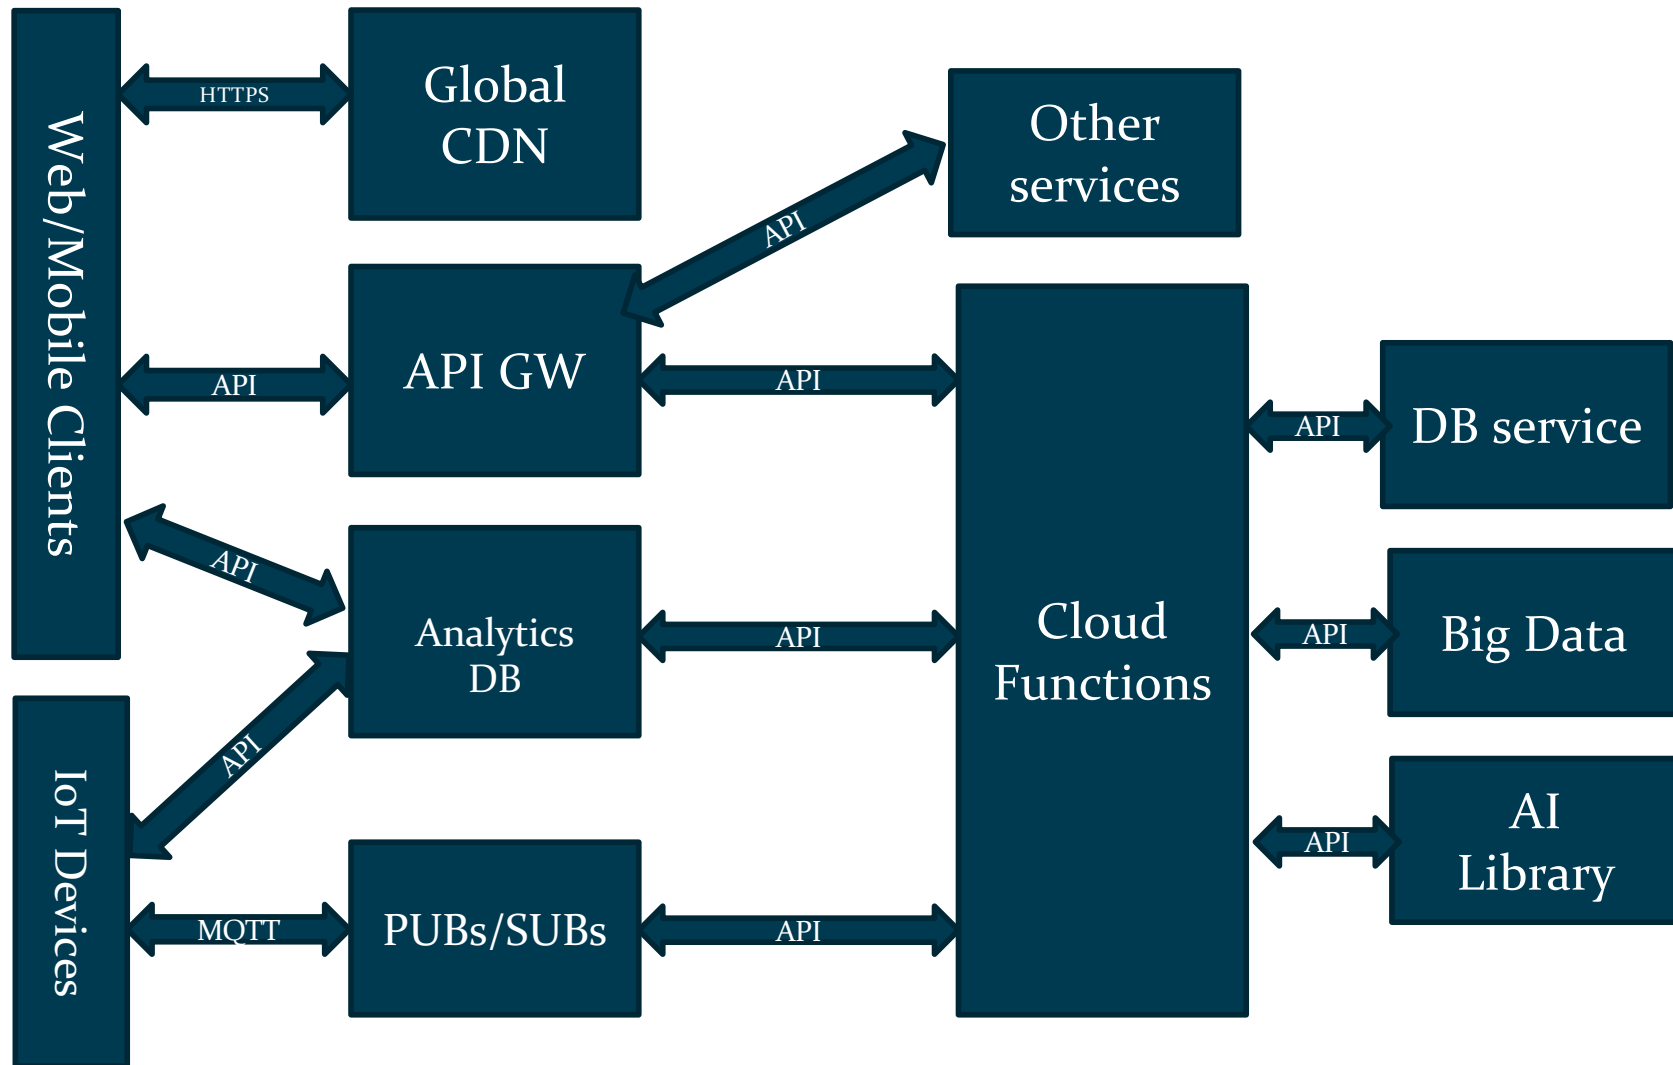 Web/Mobile Clients
HTTPS
Global
CDN
API
Other
services
API
API GW
API
API
Analytics
DB
API
Cloud
Functions
API
DB service
API
Big Data
API
AI
Library
IoT Devices
API
MQTT
PUBs/SUBs
API